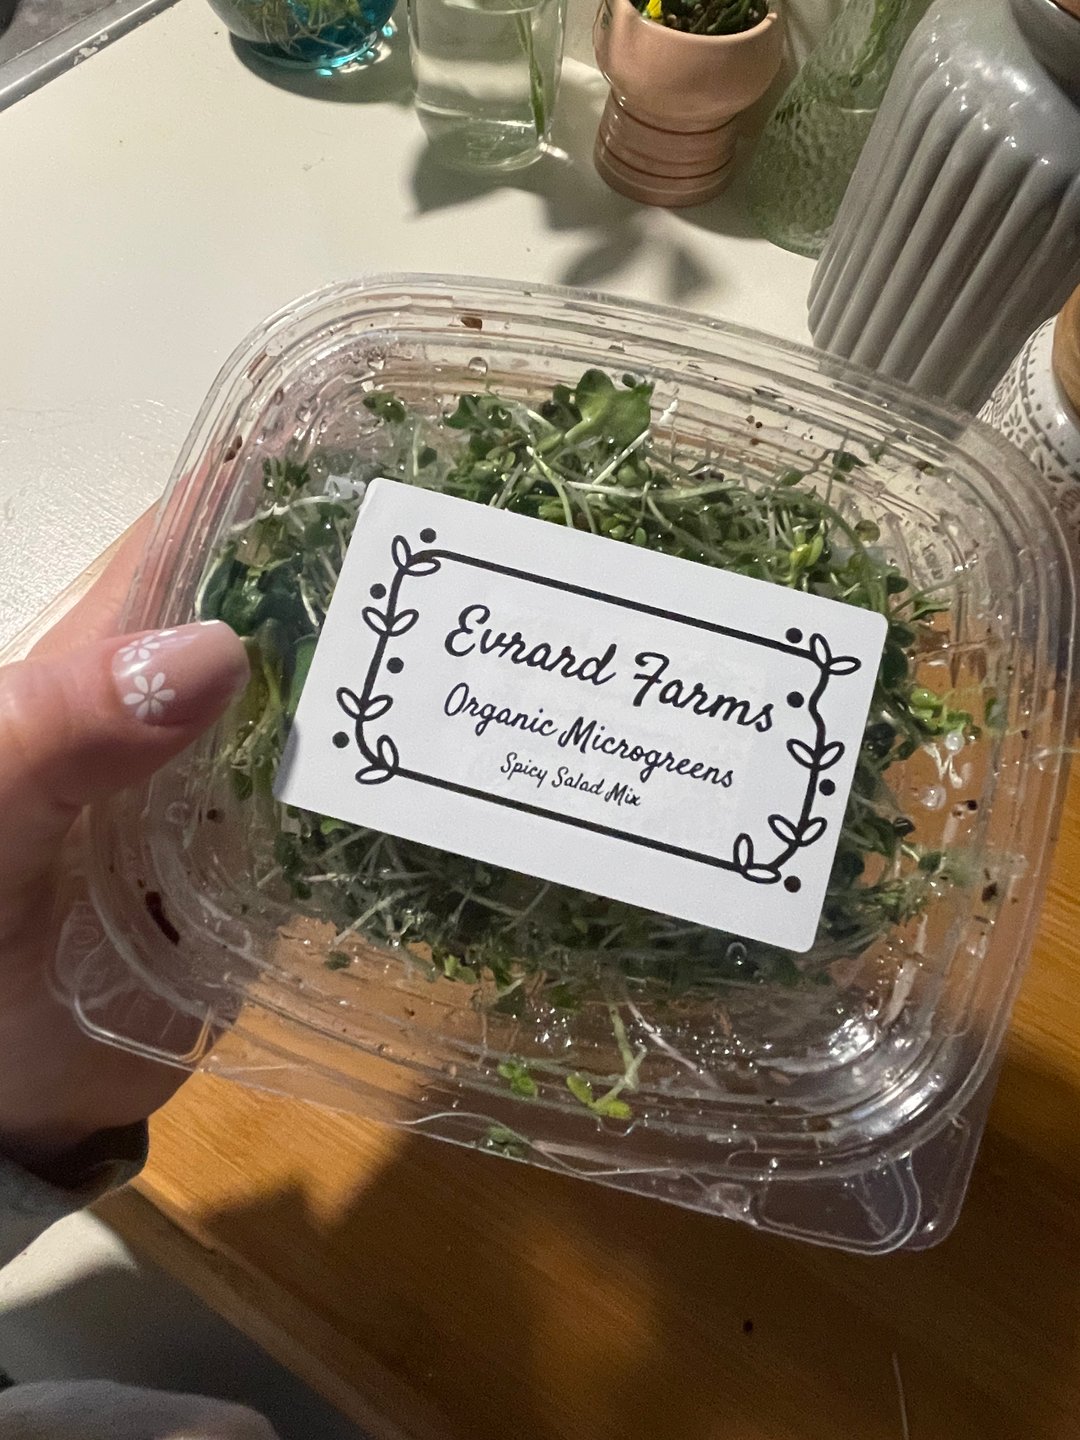 Evrard Farms
Organic Microgreens
Spicy Salad Mix